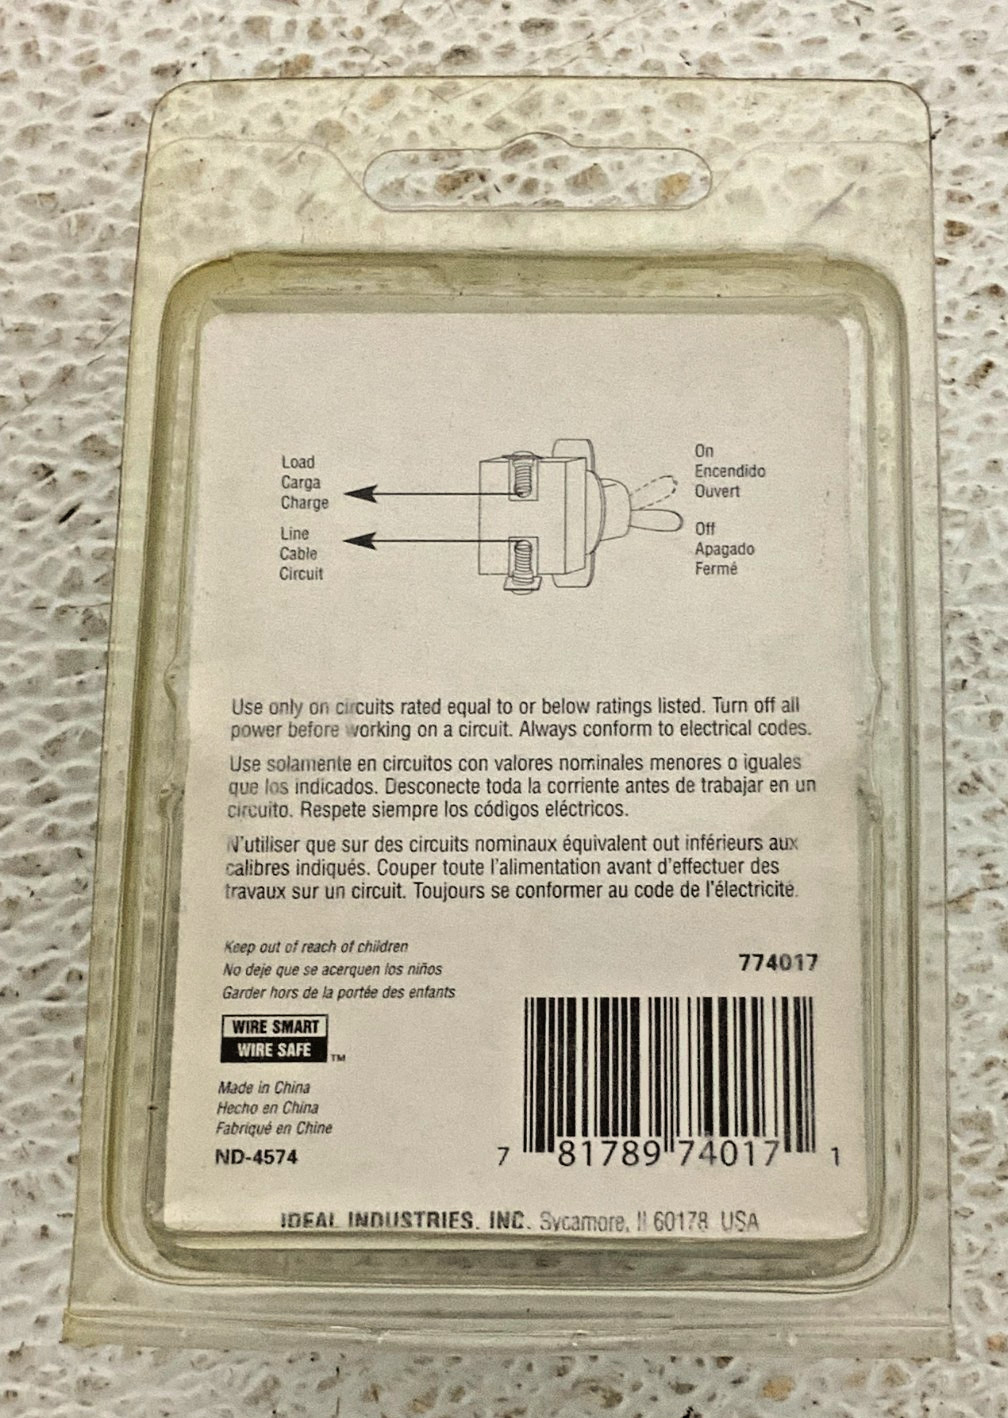 Load
Carga
Charge
Line
Cable
Circuit
On
Encendido
Ouvert
Off
Apagado
Fermé
Use only on circuits rated equal to or below ratings listed. Turn off all
power before working on a circuit. Always conform to electrical codes.
Use solamente en circuitos con valores nominales menores o iguales
que los indicados. Desconecte toda la corriente antes de trabajar en un
circuito. Respete siempre los códigos eléctricos.
N'utiliser que sur des circuits nominaux équivalent out inférieurs aux
calibres indiqués. Couper toute l'alimentation avant d'effectuer des
travaux sur un circuit. Toujours se conformer au code de l'électricité.
Keep out of reach of children
No deje que se acerquen los niños
Garder hors de la portée des enfants
774017
WIRE SMART
WIRE SAFE TM
Made in China
Hecho en China
Fabriqué en Chine
ND-4574
7 81789 74017 1
IDEAL INDUSTRIES, INC. Sycamore, Il 60178 USA